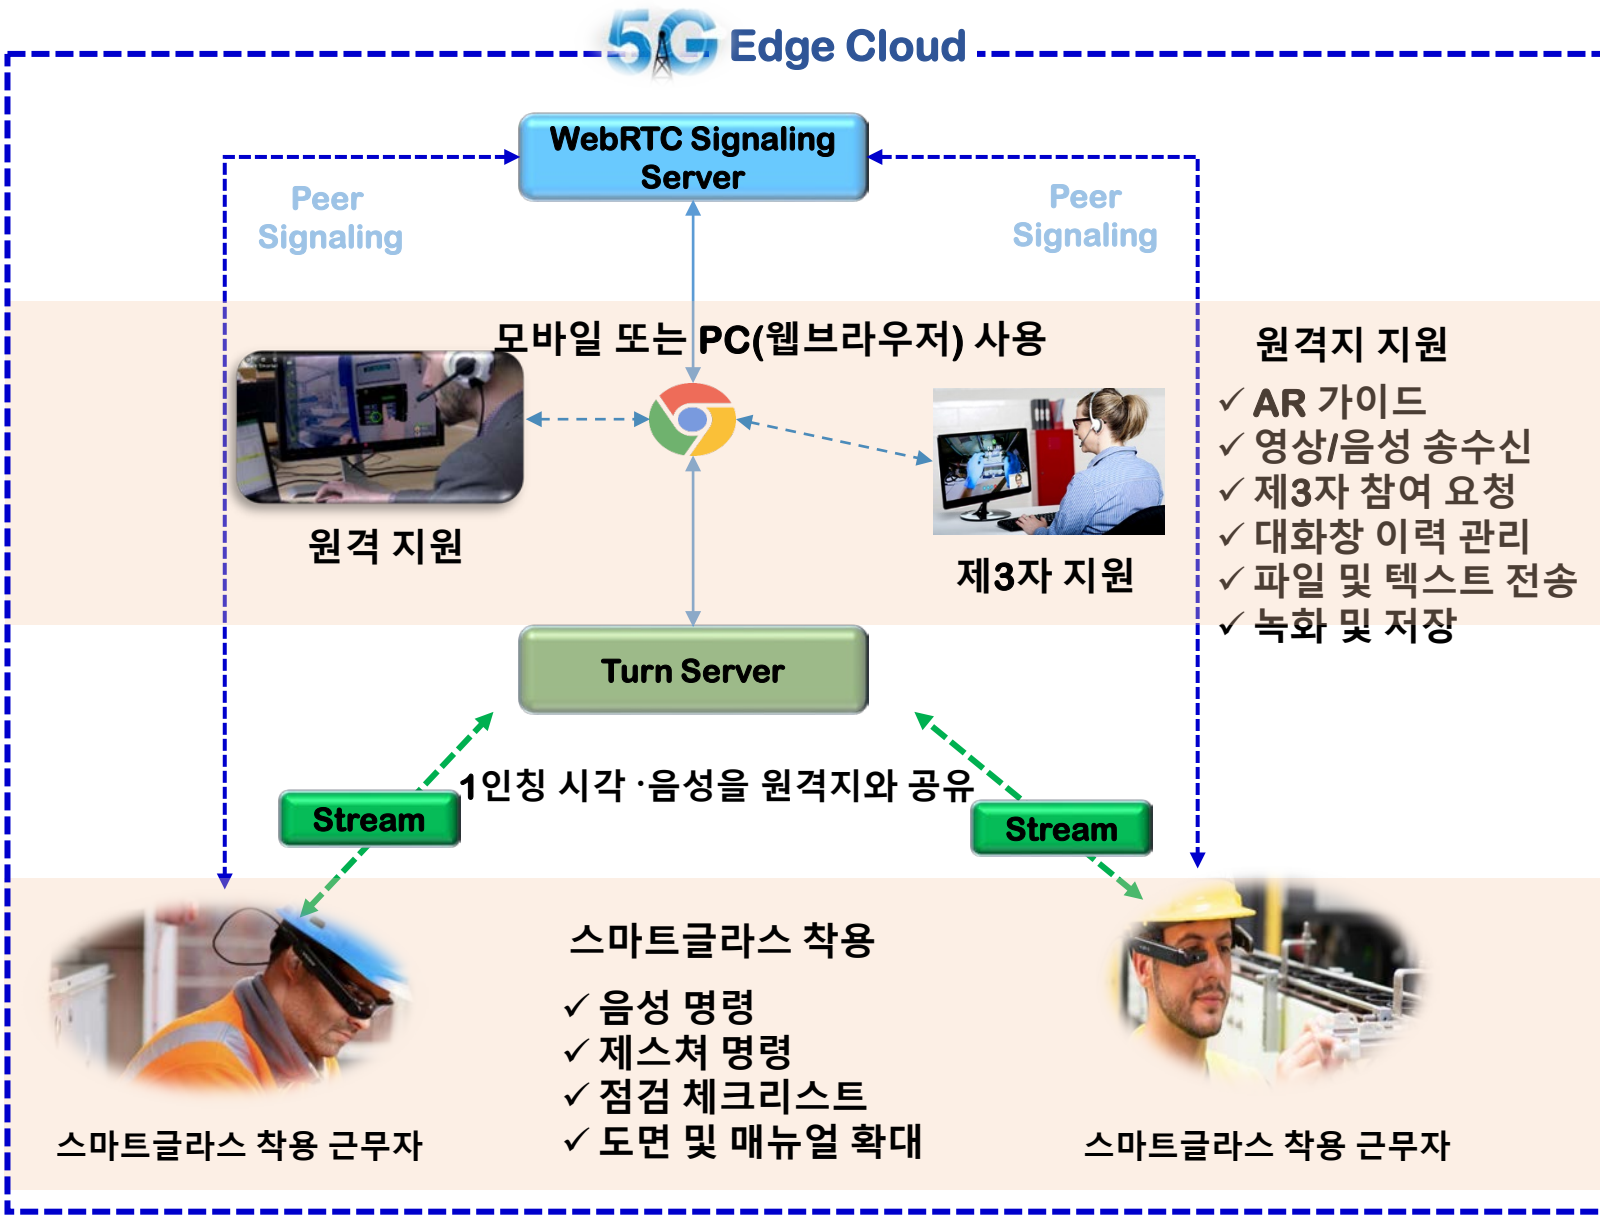 5G Edge Cloud
WebRTC Signaling
Server
Peer
Signaling
Peer
Signaling
모바일 또는 PC(웹브라우저) 사용
원격지 지원
✓ AR 가이드
✓ 영상/음성 송수신
✓ 제3자 참여 요청
✓ 대화창 이력 관리
✓ 파일 및 텍스트 전송
✓ 녹화 및 저장
원격 지원
제3자 지원
Turn Server
1인칭 시각 ·음성을 원격지와 공유
Stream
Stream
스마트글라스 착용
✓ 음성 명령
✓ 제스쳐 명령
✓ 점검 체크리스트
✓ 도면 및 매뉴얼 확대
스마트글라스 착용 근무자
스마트글라스 착용 근무자